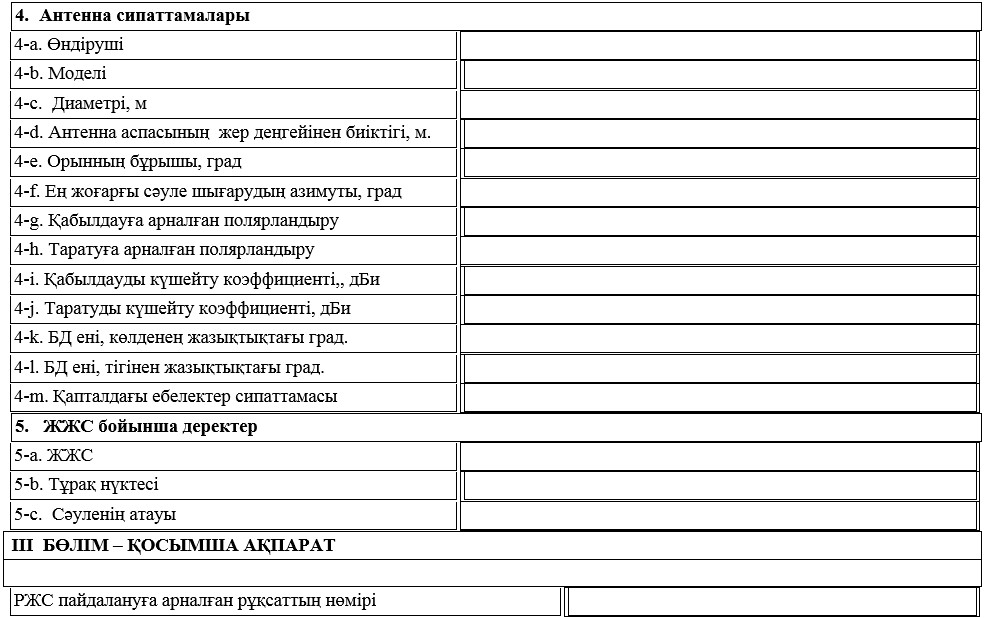 4. Антенна сипаттамалары
4-a. Өндіруші
4-b. Моделі
4-c. Диаметрі, м
4-d. Антенна аспасының жер деңгейінен биіктігі, м.
4-e. Орынның бұрышы, град
4-f. Ең жоғарғы сәуле шығарудың азимуты, град
4-g. Қабылдауға арналған полярландыру
4-h. Таратуға арналған полярландыру
4-i. Қабылдауды күшейту коэффициенті,, дБи
4-j. Таратуды күшейту коэффициенті, дБи
4-k. БД ені, көлденең жазықтықтағы град.
4-l. БД ені, тігінен жазықтықтағы град.
4-m. Қапталдағы ебелектер сипаттамасы
5. ЖЖС бойынша деректер
5-a. ЖЖС
5-b. Тұрақ нүктесі
5-c. Сәуленің атауы
III БӨЛІМ – ҚОСЫМША АҚПАРАТ
РЖС пайдалануға арналған рұқсаттың нөмірі